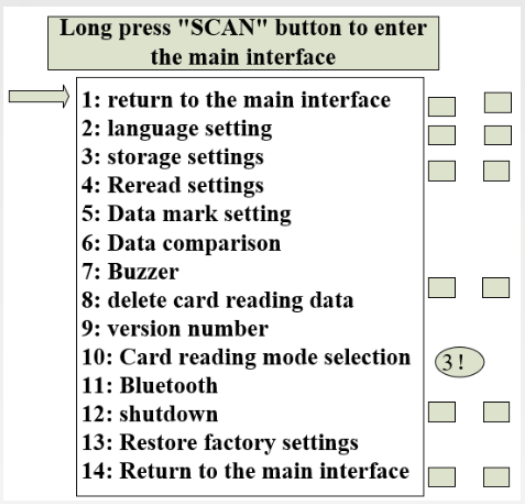 Long press "SCAN" button to enter
the main interface
1: return to the main interface
2: language setting
3: storage settings
4: Reread settings
5: Data mark setting
6: Data comparison
7: Buzzer
8: delete card reading data
9: version number
10: Card reading mode selection
3!
11: Bluetooth
12: shutdown
13: Restore factory settings
14: Return to the main interface